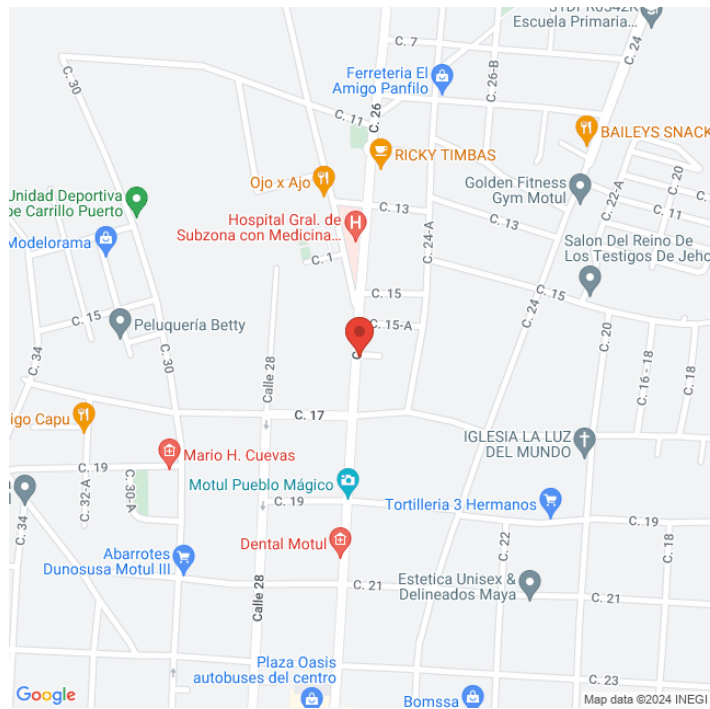 31DPR0542K
Escuela Primaria...
C. 7
C. 24
C. 30
C. 26-B
Ferreteria El
Amigo Panfilo
C. 26
C. 11
BAILEYS SNACK
RICKY TIMBAS
C. 20
Ojo x Ajo
Golden Fitness
Gym Motul
C. 22-A
Unidad Deportiva
pe Carrillo Puerto
C. 13
C. 11
Hospital Gral. de
Subzona con Medicina...
C. 13
C. 24-A
Modelorama
Salon Del Reino De
Los Testigos De Jeho
C. 1
C. 15
C. 15
C. 15
C. 15-A
Peluquería Betty
C. 24
C. 20
C. 34
C. 30
Calle 28
C. 16 - 18
C. 18
C. 17
igo Capu
IGLESIA LA LUZ
DEL MUNDO
Mario H. Cuevas
C. 19
C. 32-A
C. 30-A
Motul Pueblo Mágico
C. 19
Tortilleria 3 Hermanos
C. 19
C. 34
C. 22
C. 18
Dental Motul
Abarrotes
Dunosusa Motul III
Calle 28
C. 21
Estetica Unisex &
Delineados Maya
C. 21
Plaza Oasis
autobuses del centro
C. 23
Bomssa
Google
Map data ©2024 INEGI